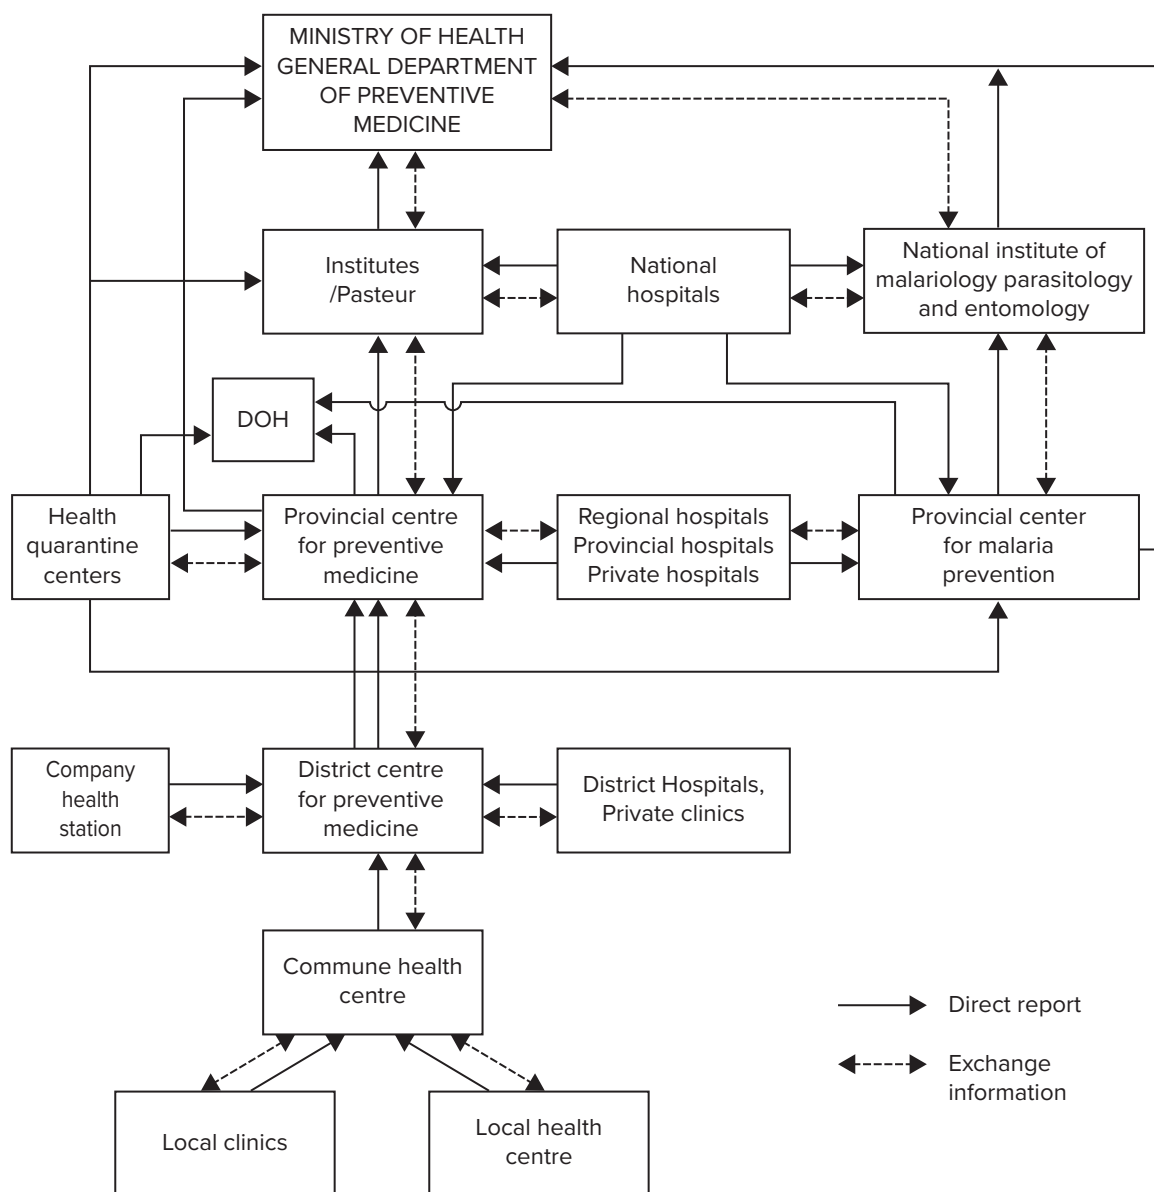 MINISTRY OF HEALTH
GENERAL DEPARTMENT
OF PREVENTIVE
MEDICINE
Institutes
/Pasteur
National
hospitals
National institute of
malariology parasitology
and entomology
DOH
Health
quarantine
centers
Provincial centre
for preventive
medicine
Regional hospitals
Provincial hospitals
Private hospitals
Provincial center
for malaria
prevention
Company
health
station
District centre
for preventive
medicine
District Hospitals,
Private clinics
Commune health
centre
Direct report
Exchange
information
Local clinics
Local health
centre